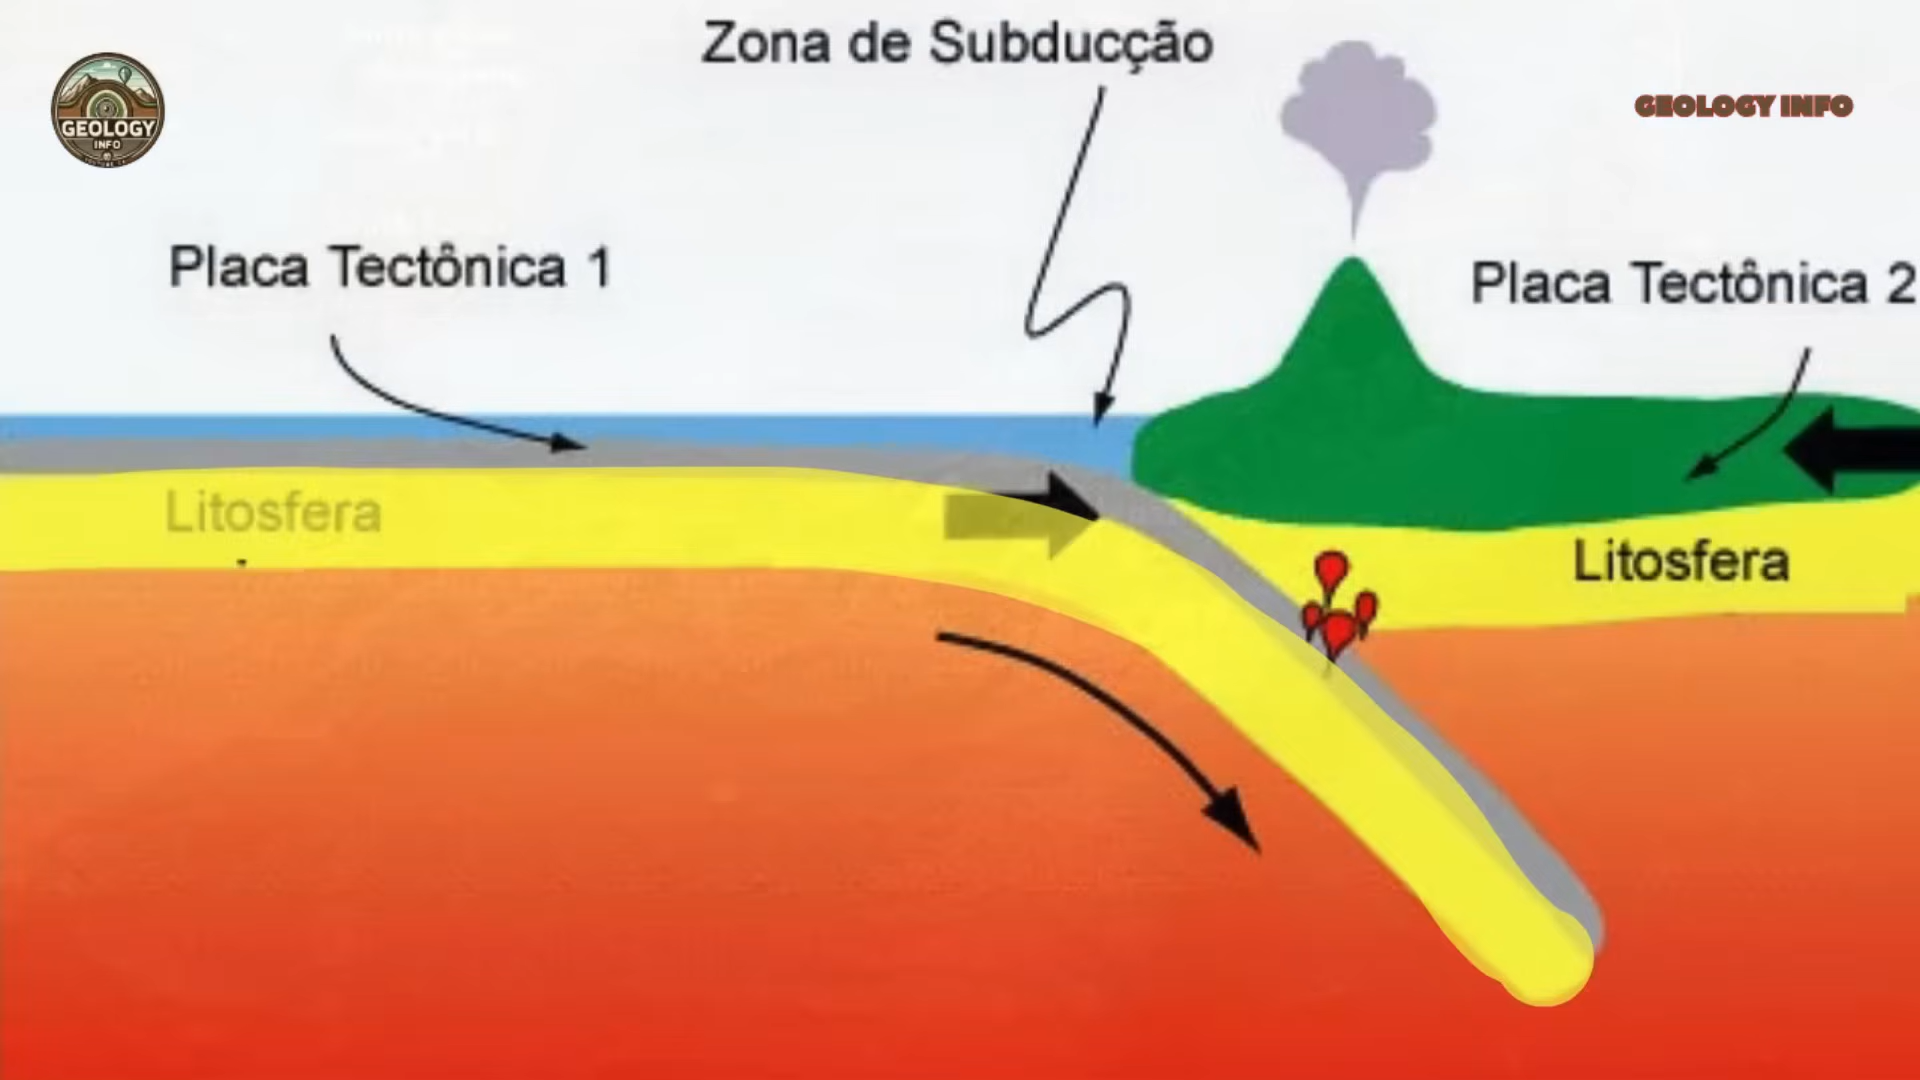 Zona de Subducção
GEOLOGY
INFO
GEOLOGY INFO
Placa Tectônica 1
Placa Tectônica 2
Litosfera
Litosfera